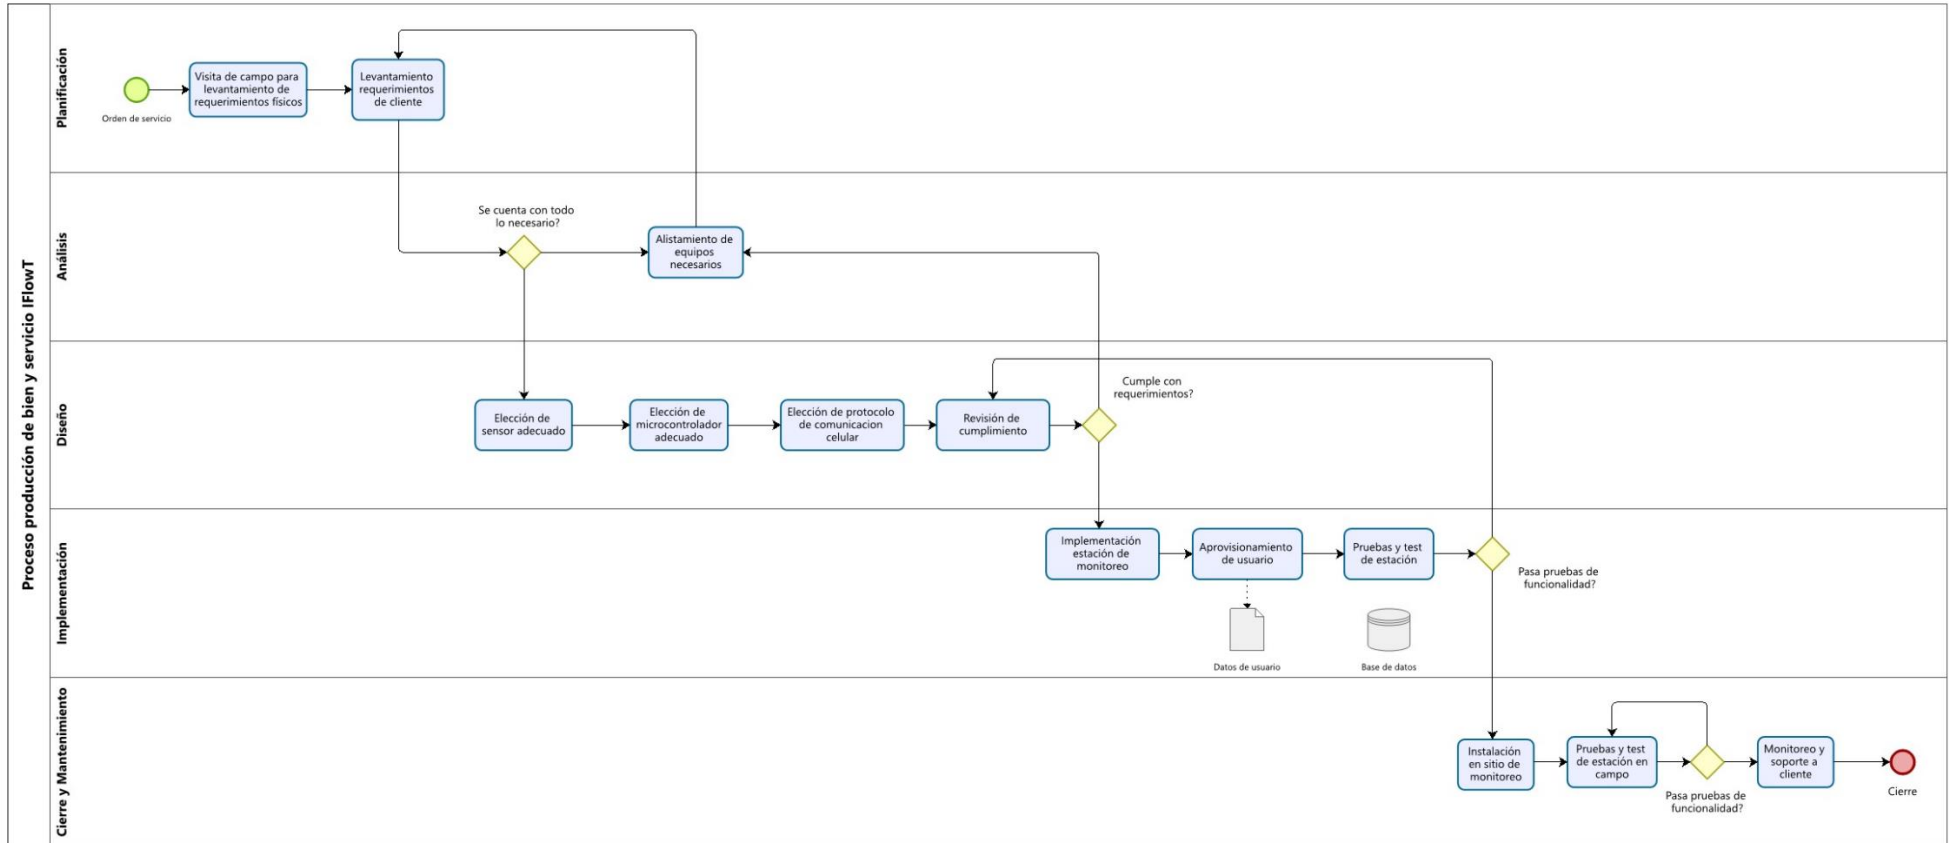 Proceso producción de bien y servicio IFlowT
Planificación
Orden de servicio
Visita de campo para
levantamiento de
requerimientos físicos
Levantamiento
requerimientos
de cliente
Análisis
Se cuenta con todo
lo necesario?
Alistamiento de
equipos
necesarios
Diseño
Elección de
sensor adecuado
Elección de
microcontrolador
adecuado
Elección de protocolo
de comunicacion
celular
Revisión de
cumplimiento
Cumple con
requerimientos?
Implementación
Implementación
estación de
monitoreo
Aprovisionamiento
de usuario
Pruebas y test
de estación
Pasa pruebas de
funcionalidad?
Datos de usuario
Base de datos
Cierre y Mantenimiento
Instalación
en sitio de
monitoreo
Pruebas y test
de estación en
campo
Pasa pruebas de
funcionalidad?
Monitoreo y
soporte a
cliente
Cierre